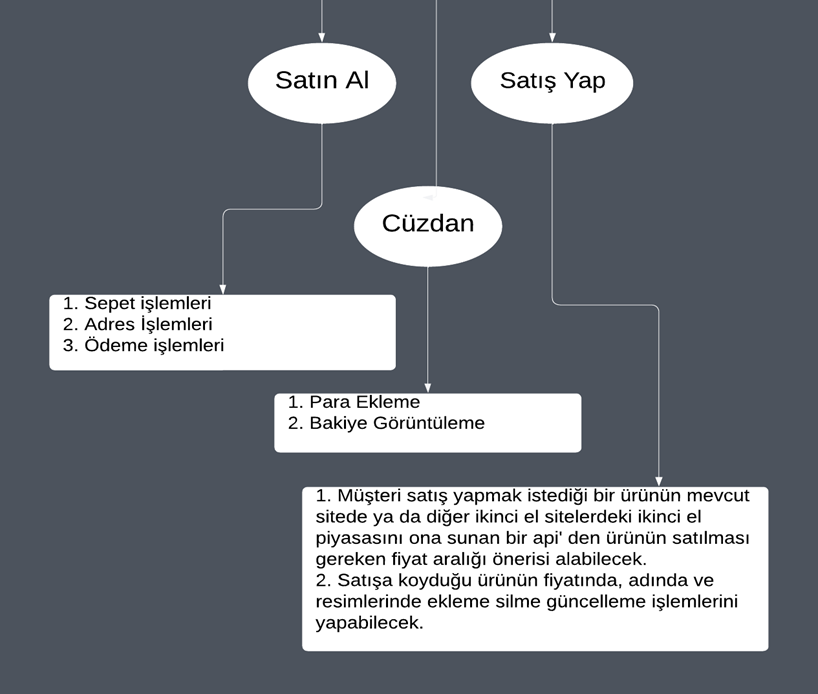 Satın Al
Satış Yap
Cüzdan
1. Sepet işlemleri
2. Adres İşlemleri
3. Ödeme işlemleri
1. Para Ekleme
2. Bakiye Görüntüleme
1. Müşteri satış yapmak istediği bir ürünün mevcut
sitede ya da diğer ikinci el sitelerdeki ikinci el
piyasasını ona sunan bir api' den ürünün satılması
gereken fiyat aralığı önerisi alabilecek.
2. Satışa koyduğu ürünün fiyatında, adında ve
resimlerinde ekleme silme güncelleme işlemlerini
yapabilecek.